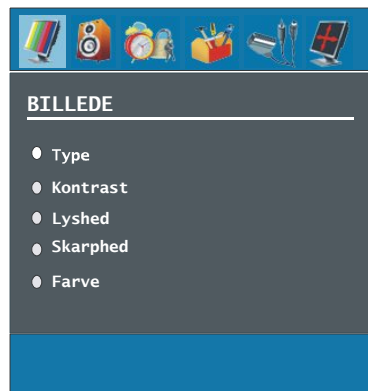 BILLEDE
Type
Kontrast
Lyshed
Skarphed
Farve